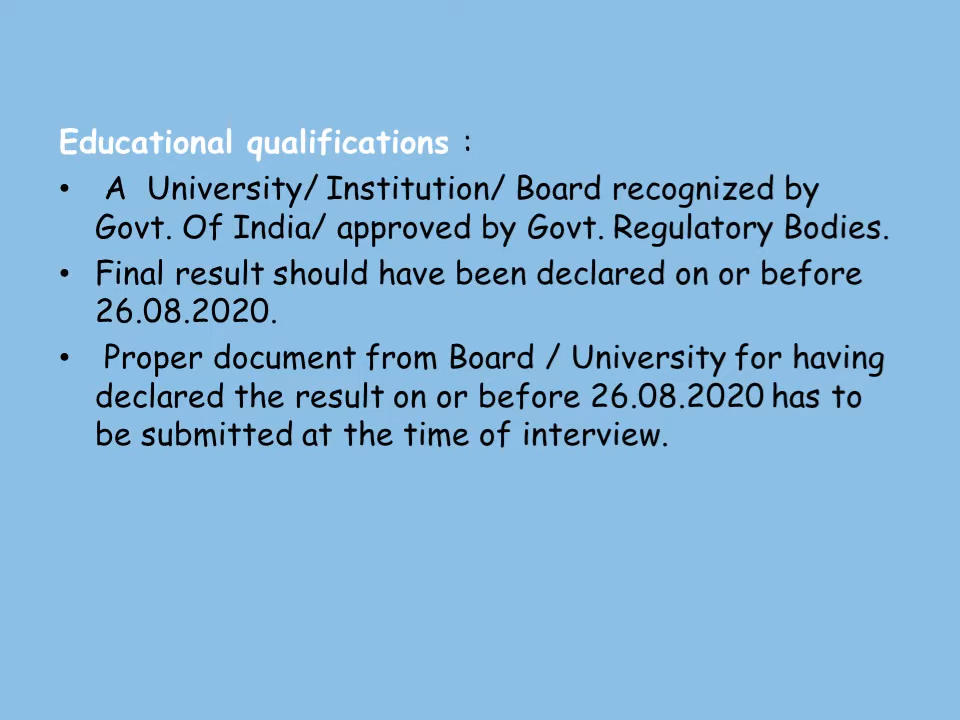 Educational qualifications :
• A University/ Institution/ Board recognized by
Govt. Of India/ approved by Govt. Regulatory Bodies.
• Final result should have been declared on or before
26.08.2020.
• Proper document from Board / University for having
declared the result on or before 26.08.2020 has to
be submitted at the time of interview.